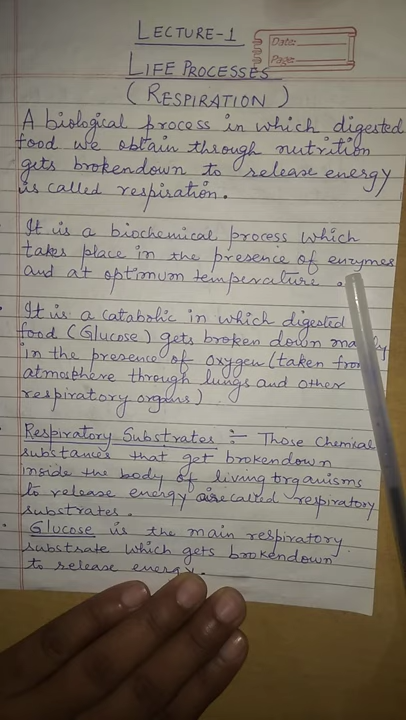 LECTURE-1
Date:
Page:
LIFE PROCESSES
(RESPIRATION)
A biological process in which digested
food we obtain through nutrition
gets brokendown to release energy
is called respiration.
It is a biochemical process which
takes place in the presence of enzymes
and at optimum temperature.
It is a catabolic in which digested
food (Glucose) gets broken down
in the presence of oxygen (taken from
atmosphere through lungs and other
respiratory organs)
Respiratory Substrates :- Those Chemical
substances that get brokendown
inside the body of living organisms
to release energy are called respiratory
substrates.
Glucose is the main respiratory
substrate which gets brokendown
to release energy.